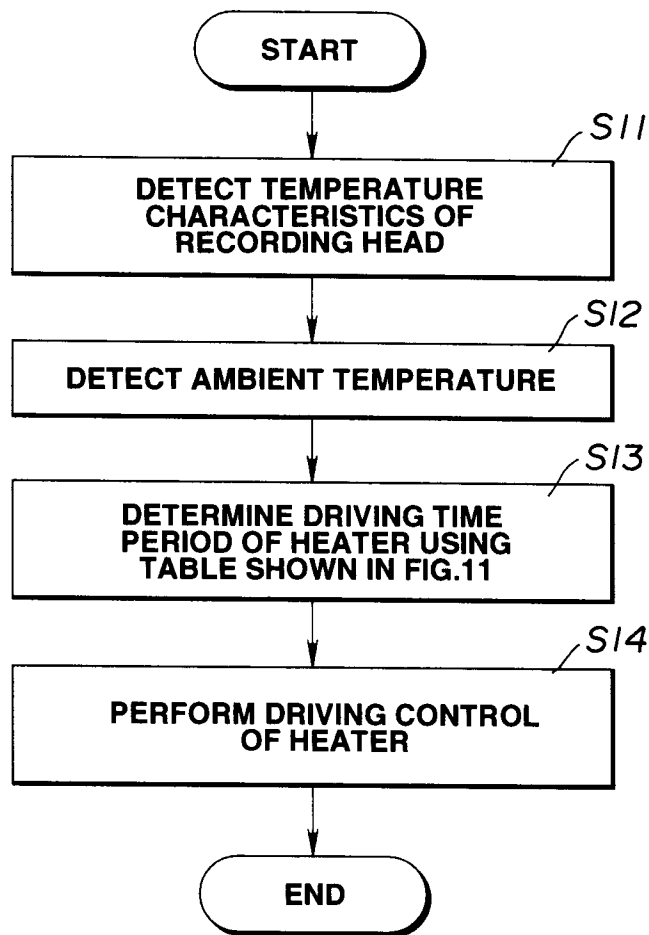 START
S11
DETECT TEMPERATURE
CHARACTERISTICS OF
RECORDING HEAD
S12
DETECT AMBIENT TEMPERATURE
S13
DETERMINE DRIVING TIME
PERIOD OF HEATER USING
TABLE SHOWN IN FIG.11
S14
PERFORM DRIVING CONTROL
OF HEATER
END